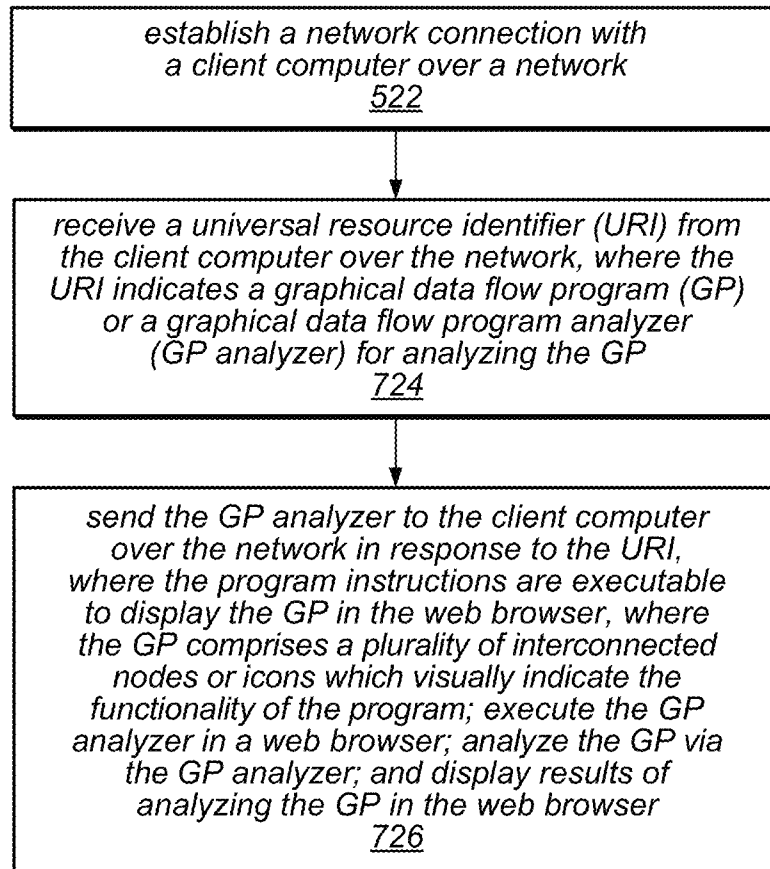 establish a network connection with
a client computer over a network
522
receive a universal resource identifier (URI) from
the client computer over the network, where the
URI indicates a graphical data flow program (GP)
or a graphical data flow program analyzer
(GP analyzer) for analyzing the GP
724
send the GP analyzer to the client computer
over the network in response to the URI,
where the program instructions are executable
to display the GP in the web browser, where
the GP comprises a plurality of interconnected
nodes or icons which visually indicate the
functionality of the program; execute the GP
analyzer in a web browser; analyze the GP via
the GP analyzer; and display results of
analyzing the GP in the web browser
726